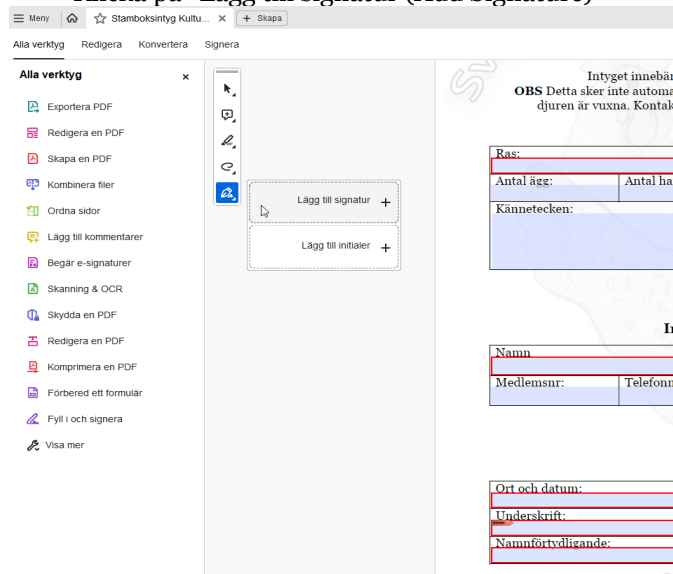 Klicka på "Lägg till signatur (Add Signature)"
Meny
Stamboksintyg Kultu...
× + Skapa
Alla verktyg Redigera Konvertera Signera
Alla verktyg ×
Exportera PDF
Redigera en PDF
Skapa en PDF
Kombinera filer
Ordna sidor
Lägg till kommentarer
Begär e-signaturer
Skanning & OCR
Skydda en PDF
Redigera en PDF
Komprimera en PDF
Förbered ett formulär
Fyll i och signera
Visa mer
Lägg till signatur +
Lägg till initialer +
Sv
Intyget innebär
OBS Detta sker inte automa
djuren är vuxna. Kontak
Ras:
Antal ägg: Antal ha
Kännetecken:
Namn
Medlemsnr: Telefonn
Ort och datum:
Underskrift:
Namnförtydligande: